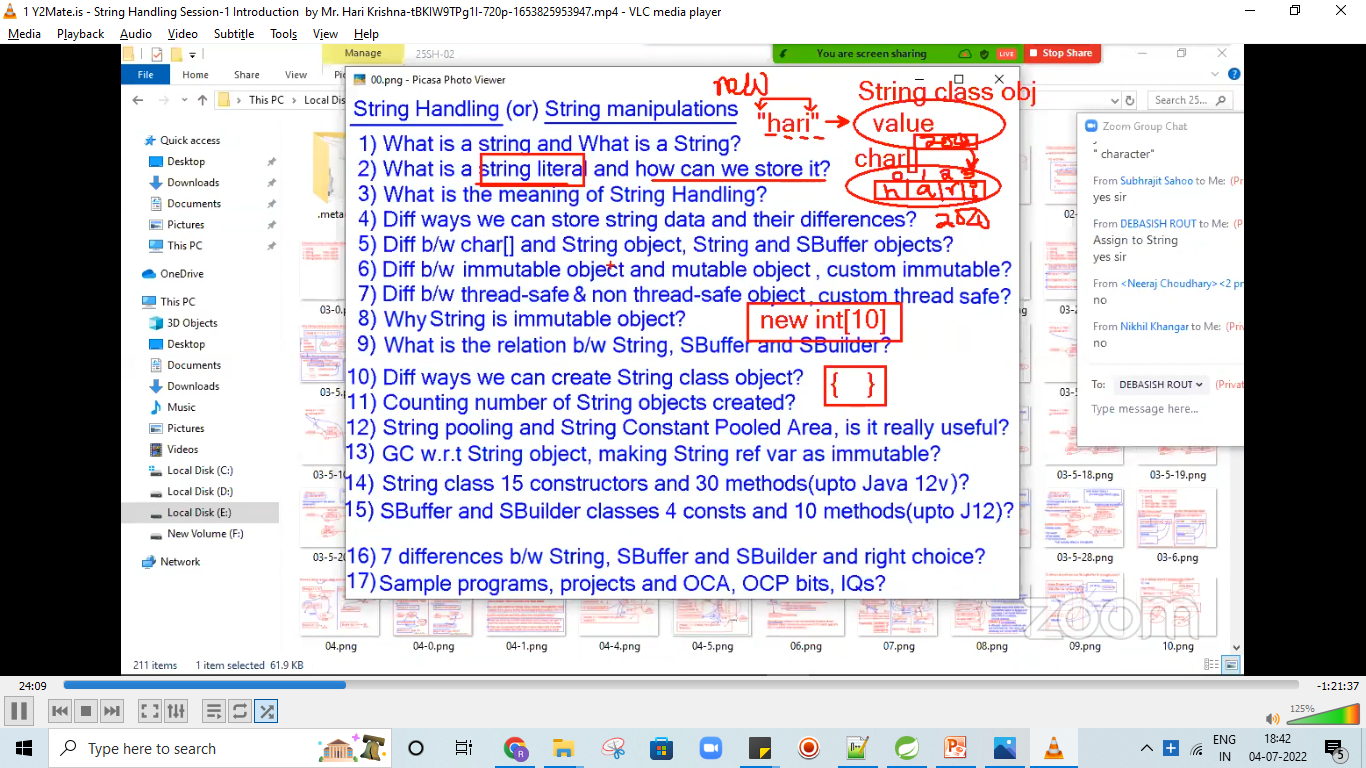 1 Y2Mate.is - String Handling Session-1 Introduction by Mr. Hari Krishna-tBKlW9TPg1I-720p-1653825953947.mp4 - VLC media player
Media Playback Audio Video Subtitle Tools View Help
Manage 25SH-02
You are screen sharing LIVE Stop Share
File Home Share View
00.png - Picasa Photo Viewer
This PC Local Dis
Search 25...
Quick access
Desktop
Downloads
Documents
Pictures
This PC
OneDrive
This PC
3D Objects
Desktop
Documents
Downloads
Music
Pictures
Videos
Local Disk (C:)
Local Disk (D:)
Local Disk (E:)
New Volume (F:)
Network
.meta
03-0.
03-5.
03-5-
03-5-2
String Handling (or) String manipulations
1) What is a string and What is a String?
2) What is a string literal and how can we store it?
3) What is the meaning of String Handling?
4) Diff ways we can store string data and their differences?
5) Diff b/w char[] and String object, String and SBuffer objects?
6) Diff b/w immutable object and mutable object , custom immutable?
7) Diff b/w thread-safe & non thread-safe object, custom thread safe?
8) Why String is immutable object?
9) What is the relation b/w String, SBuffer and SBuilder?
10) Diff ways we can create String class object?
11) Counting number of String objects created?
12) String pooling and String Constant Pooled Area, is it really useful?
13) GC w.r.t String object, making String ref var as immutable?
14) String class 15 constructors and 30 methods(upto Java 12v)?
15) SBuffer and SBuilder classes 4 consts and 10 methods(upto J12)?
16) 7 differences b/w String, SBuffer and SBuilder and right choice?
17) Sample programs, projects and OCA, OCP bits, IQs?
new
"hari"
String class obj
value
2020
char[]
0 1 2 3
h a r i
2020
new int[10]
{ }
Zoom Group Chat
" character"
From Subhrajit Sahoo to Me: (Priv
yes sir
From DEBASISH ROUT to Me: (Priv
Assign to String
yes sir
From <Neeraj Choudhary> <2 pr
no
From Nikhil Khangar to Me: (Priv
no
To: DEBASISH ROUT (Privat
Type message here...
03-5-18.png 03-5-19.png
03-5-28.png 03-6.png
zoom
04.png 04-0.png 04-1.png 04-4.png 04-5.png 06.png 07.png 08.png 09.png 10.png
211 items 1 item selected 61.9 KB
24:09 -1:21:37
125%
Type here to search
ENG
IN
18:42
04-07-2022
5